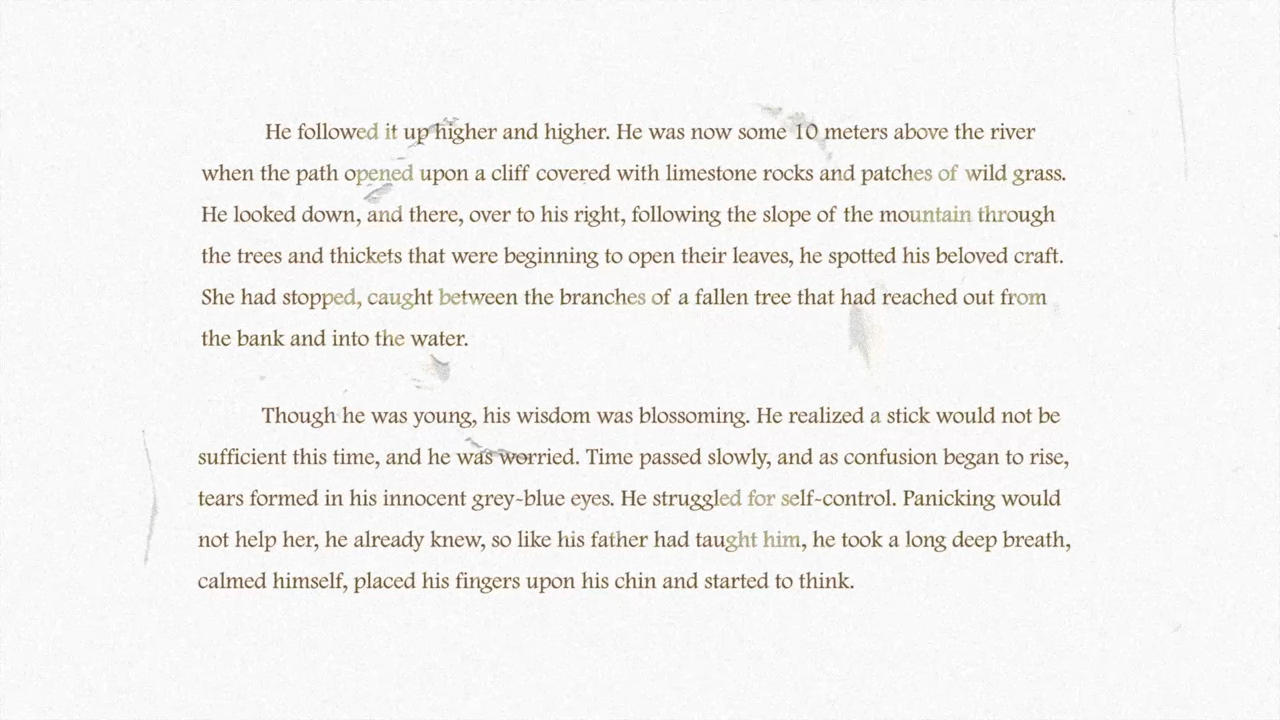 He followed it up higher and higher. He was now some 10 meters above the river
when the path opened upon a cliff covered with limestone rocks and patches of wild grass.
He looked down, and there, over to his right, following the slope of the mountain through
the trees and thickets that were beginning to open their leaves, he spotted his beloved craft.
She had stopped, caught between the branches of a fallen tree that had reached out from
the bank and into the water.
Though he was young, his wisdom was blossoming. He realized a stick would not be
sufficient this time, and he was worried. Time passed slowly, and as confusion began to rise,
tears formed in his innocent grey-blue eyes. He struggled for self-control. Panicking would
not help her, he already knew, so like his father had taught him, he took a long deep breath,
calmed himself, placed his fingers upon his chin and started to think.